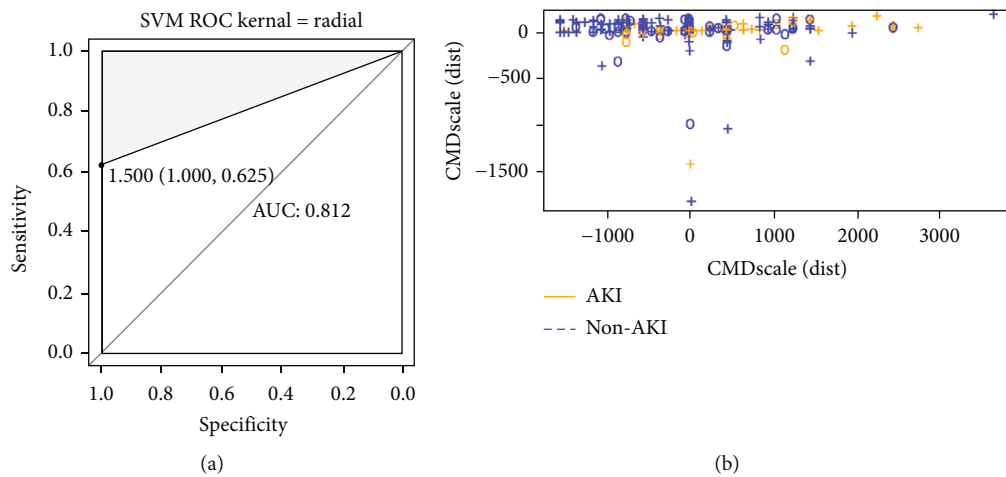 SVM ROC kernal = radial
Sensitivity
1.0
0.8
0.6
0.4
0.2
0.0
1.500 (1.000, 0.625)
AUC: 0.812
1.0 0.8 0.6 0.4 0.2 0.0
Specificity
(a)
CMDscale (dist)
0
−500
−1500
−1000 0 1000 2000 3000
CMDscale (dist)
AKI
Non-AKI
(b)